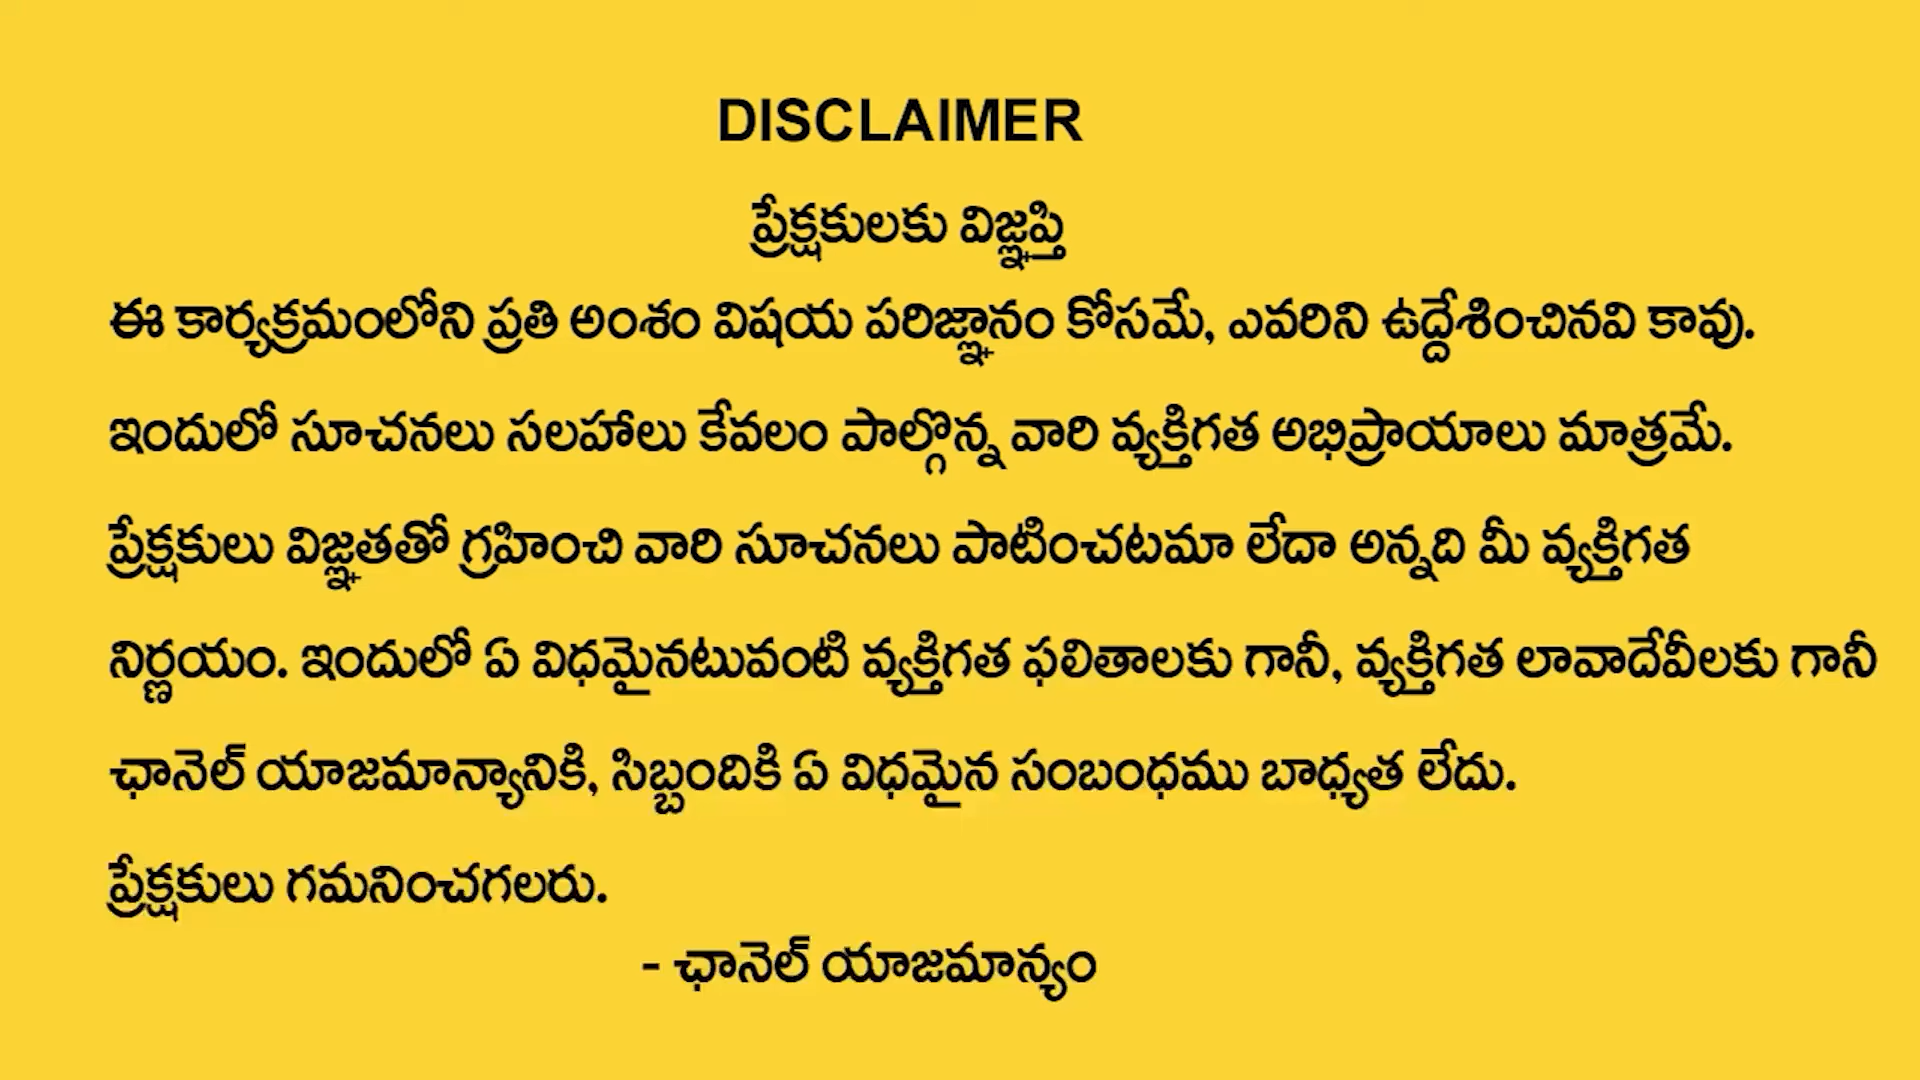 DISCLAIMER
ప్రేక్షకులకు విజ్ఞప్తి
ఈ కార్యక్రమంలోని ప్రతి అంశం విషయ పరిజ్ఞానం కోసమే, ఎవరిని ఉద్దేశించినవి కావు.
ఇందులో సూచనలు సలహాలు కేవలం పాల్గొన్న వారి వ్యక్తిగత అభిప్రాయాలు మాత్రమే.
ప్రేక్షకులు విజ్ఞతతో గ్రహించి వారి సూచనలు పాటించటమా లేదా అన్నది మీ వ్యక్తిగత
నిర్ణయం. ఇందులో ఏ విధమైనటువంటి వ్యక్తిగత ఫలితాలకు గానీ, వ్యక్తిగత లావాదేవీలకు గానీ
ఛానెల్ యాజమాన్యానికి, సిబ్బందికి ఏ విధమైన సంబంధము బాధ్యత లేదు.
ప్రేక్షకులు గమనించగలరు.
- ఛానెల్ యాజమాన్యం